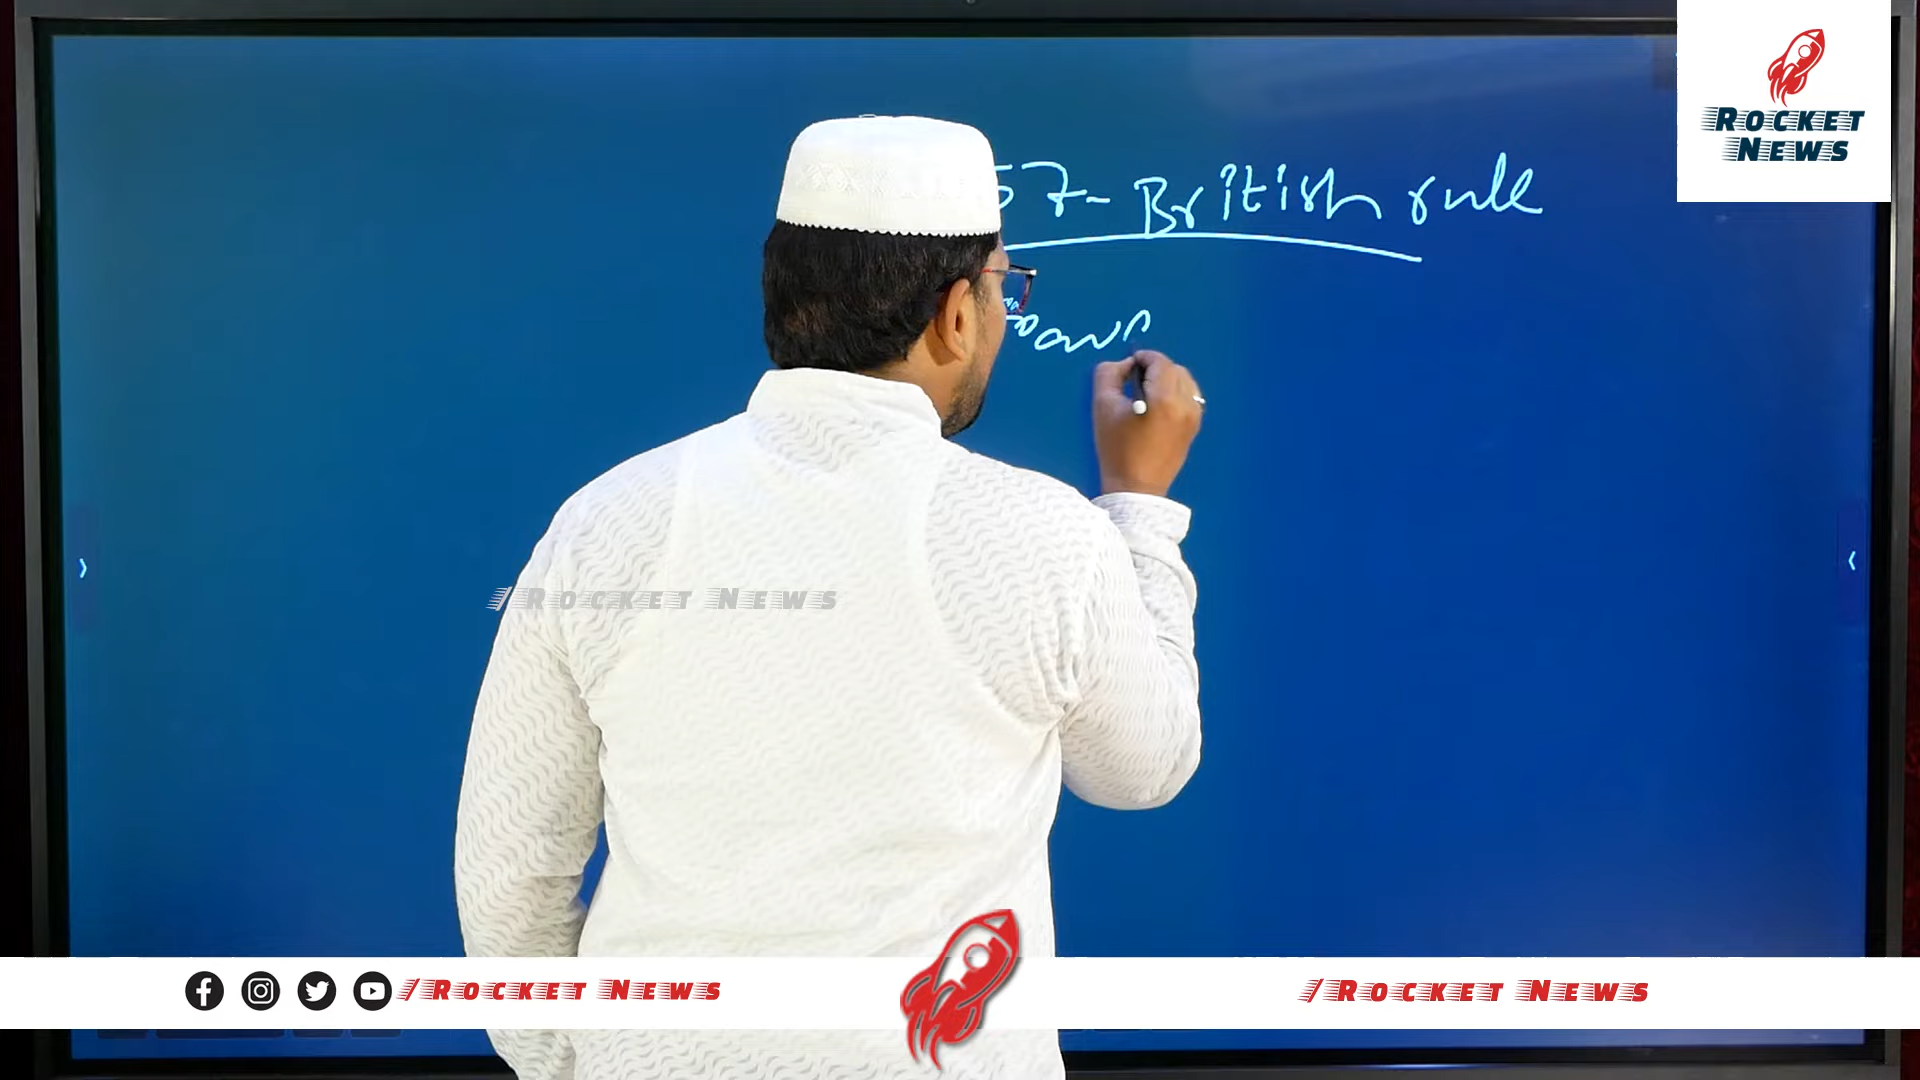 ROCKET
NEWS
57- British rule
/ROCKET NEWS
/ROCKET NEWS
/ROCKET NEWS